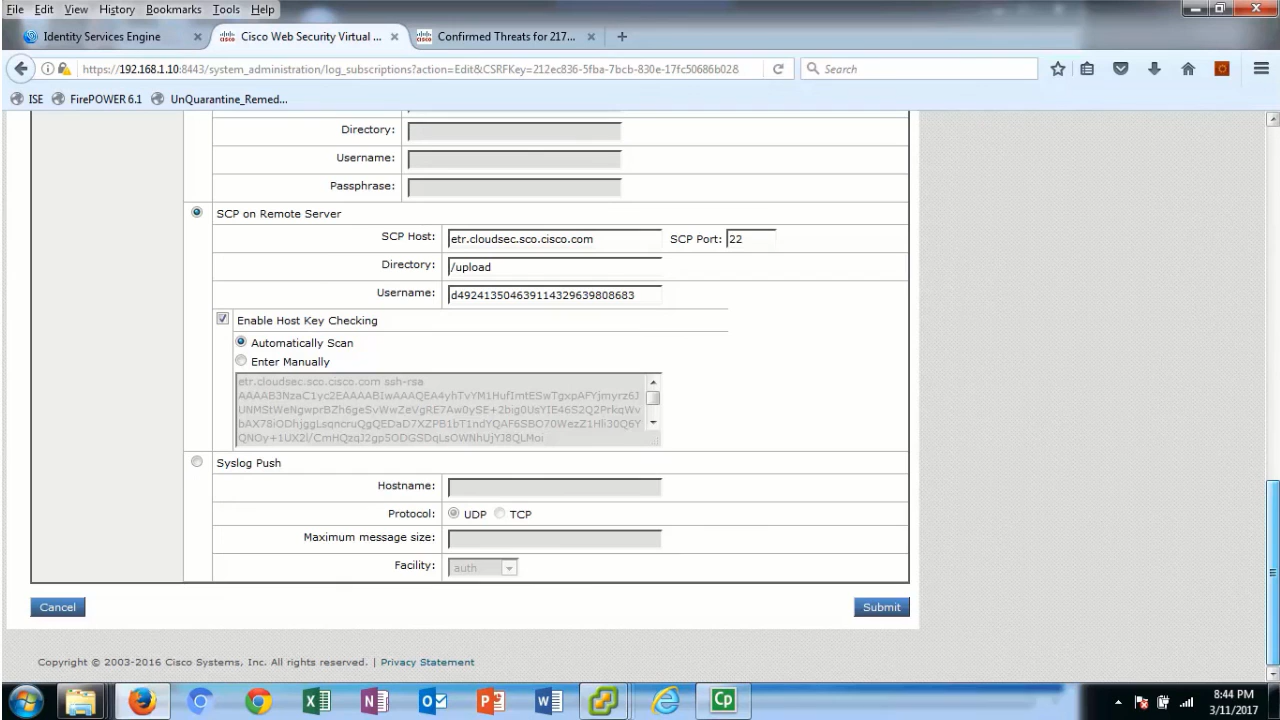 File Edit View History Bookmarks Tools Help
Identity Services Engine × Cisco Web Security Virtual ... × Confirmed Threats for 217... × +
https://192.168.1.10:8443/system_administration/log_subscriptions?action=Edit&CSRFKey=212ec836-5fba-7bcb-830e-17fc50686b028 Search
ISE FirePOWER 6.1 UnQuarantine_Remed...
Directory:
Username:
Passphrase:
SCP on Remote Server
SCP Host: etr.cloudsec.sco.cisco.com SCP Port: 22
Directory: /upload
Username: d492413504639114329639808683
Enable Host Key Checking
Automatically Scan
Enter Manually
etr.cloudsec.sco.cisco.com ssh-rsa
Syslog Push
Hostname:
Protocol: UDP TCP
Maximum message size:
Facility: auth
Cancel Submit
Copyright © 2003-2016 Cisco Systems, Inc. All rights reserved. | Privacy Statement
8:44 PM
3/11/2017